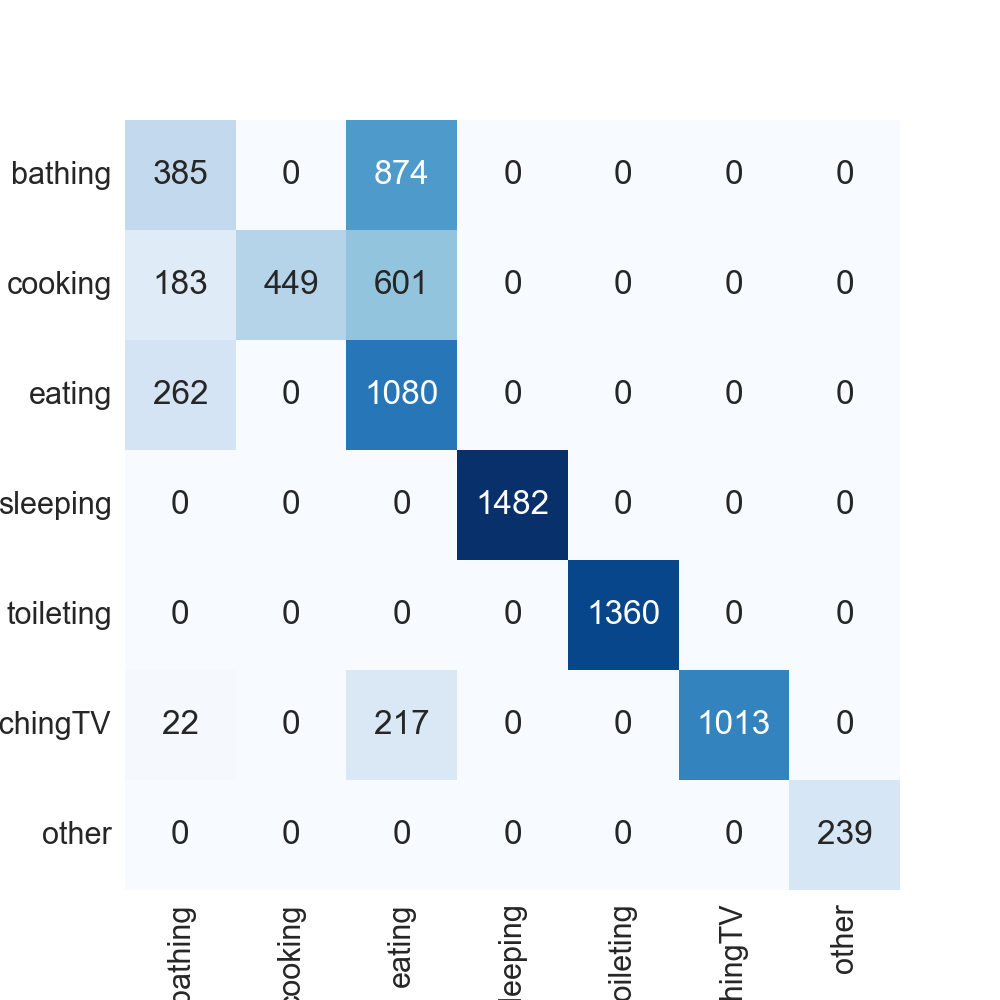 bathing 385 0 874 0 0 0 0
cooking 183 449 601 0 0 0 0
eating 262 0 1080 0 0 0 0
sleeping 0 0 0 1482 0 0 0
toileting 0 0 0 0 1360 0 0
chingTV 22 0 217 0 0 1013 0
other 0 0 0 0 0 0 239
bathing cooking eating leeping oileting hingTV other